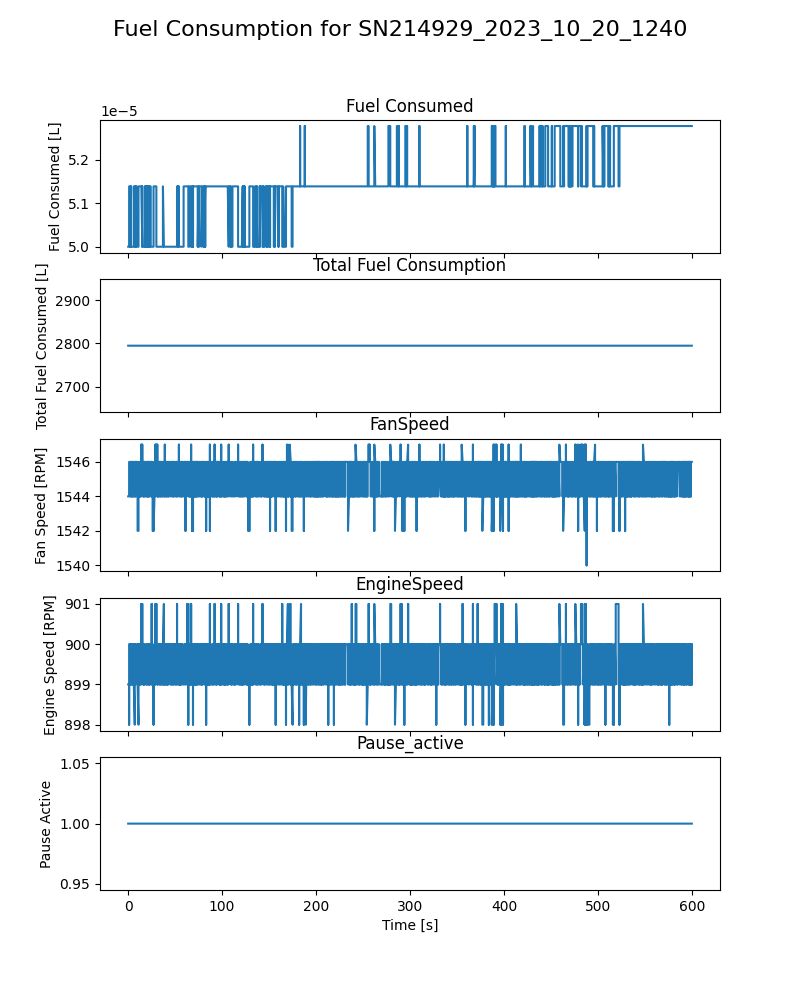 Fuel Consumption for SN214929_2023_10_20_1240
1e−5
Fuel Consumed
Fuel Consumed [L]
5.2
5.1
5.0
Total Fuel Consumption
Total Fuel Consumed [L]
2900
2800
2700
FanSpeed
Fan Speed [RPM]
1546
1544
1542
1540
EngineSpeed
Engine Speed [RPM]
901
900
899
898
Pause_active
Pause Active
1.05
1.00
0.95
0 100 200 300 400 500 600
Time [s]